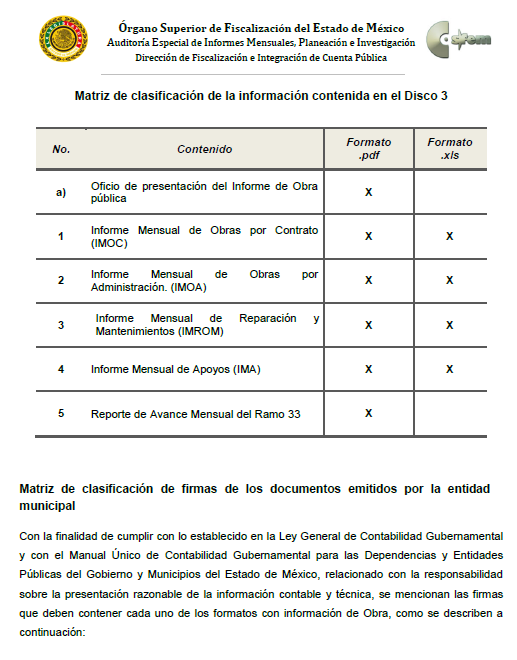 Órgano Superior de Fiscalización del Estado de México
Auditoría Especial de Informes Mensuales, Planeación e Investigación
Dirección de Fiscalización e Integración de Cuenta Pública
osfem
Matriz de clasificación de la información contenida en el Disco 3
No. Contenido Formato .pdf Formato .xls
a) Oficio de presentación del Informe de Obra
pública X
1 Informe Mensual de Obras por Contrato
(IMOC) X X
2 Informe Mensual de Obras por
Administración. (IMOA) X X
3 Informe Mensual de Reparación y
Mantenimientos (IMROM) X X
4 Informe Mensual de Apoyos (IMA) X X
5 Reporte de Avance Mensual del Ramo 33 X
Matriz de clasificación de firmas de los documentos emitidos por la entidad
municipal
Con la finalidad de cumplir con lo establecido en la Ley General de Contabilidad Gubernamental
y con el Manual Único de Contabilidad Gubernamental para las Dependencias y Entidades
Públicas del Gobierno y Municipios del Estado de México, relacionado con la responsabilidad
sobre la presentación razonable de la información contable y técnica, se mencionan las firmas
que deben contener cada uno de los formatos con información de Obra, como se describen a
continuación: